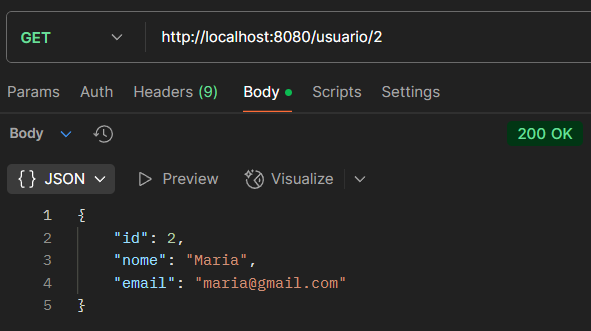 GET http://localhost:8080/usuario/2
Params Auth Headers (9) Body Scripts Settings
Body 200 OK
{} JSON Preview Visualize
1 {
2 "id": 2,
3 "nome": "Maria",
4 "email": "maria@gmail.com"
5 }